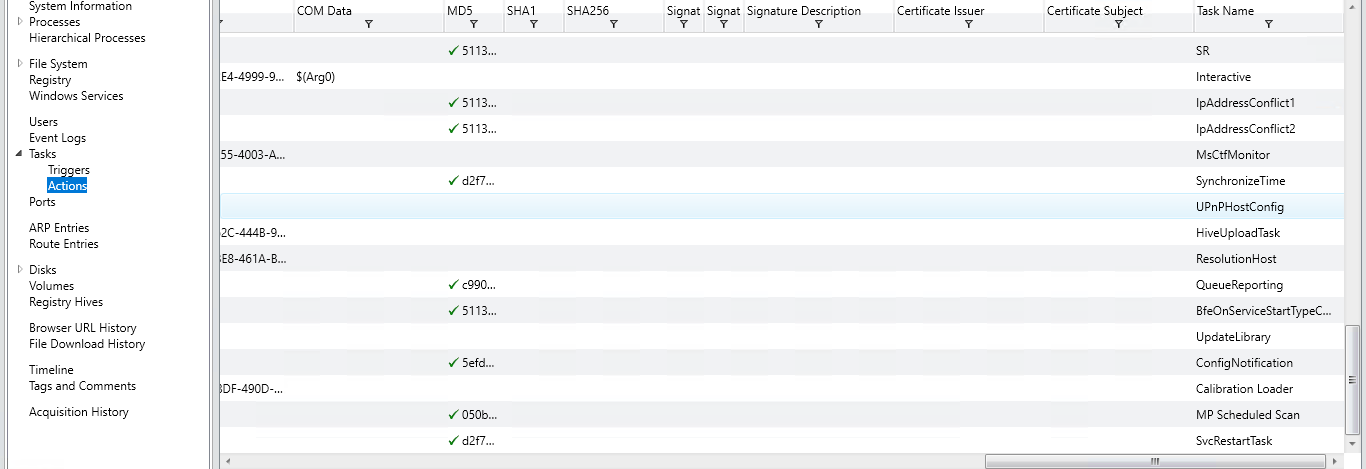 System Information
Processes
Hierarchical Processes
File System
Registry
Windows Services
Users
Event Logs
Tasks
Triggers
Actions
Ports
ARP Entries
Route Entries
Disks
Volumes
Registry Hives
Browser URL History
File Download History
Timeline
Tags and Comments
Acquisition History
COM Data MD5 SHA1 SHA256 Signat Signat Signature Description Certificate Issuer Certificate Subject Task Name
✓ 5113... SR
E4-4999-9... $(Arg0) Interactive
✓ 5113... IpAddressConflict1
✓ 5113... IpAddressConflict2
55-4003-A... MsCtfMonitor
✓ d2f7... SynchronizeTime
UPnPHostConfig
2C-444B-9... HiveUploadTask
E8-461A-B... ResolutionHost
✓ c990... QueueReporting
✓ 5113... BfeOnServiceStartTypeC...
UpdateLibrary
✓ 5efd... ConfigNotification
DF-490D-... Calibration Loader
✓ 050b... MP Scheduled Scan
✓ d2f7... SvcRestartTask